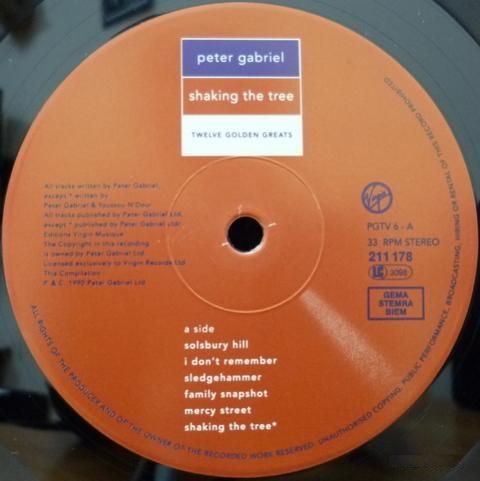 peter gabriel
shaking the tree
TWELVE GOLDEN GREATS
All tracks written by Peter Gabriel,
except * written by
Peter Gabriel & Youssou N'Dour
All tracks published by Peter Gabriel Ltd.
except * published by Peter Gabriel Ltd/
Editions Virgin Musique
The Copyright in this recording
is owned by Peter Gabriel Ltd
Licensed exclusively to Virgin Records Ltd
This Compilation
P. & C. 1990 Peter Gabriel Ltd
Virgin
PGTV 6 - A
33 RPM STEREO
211 178
LC 3098
GEMA
STEMRA
BIEM
a side
solsbury hill
i don't remember
sledgehammer
family snapshot
mercy street
shaking the tree*
ALL RIGHTS OF THE PRODUCER AND OF THE OWNER OF THE RECORDED WORK RESERVED. UNAUTHORISED COPYING, PUBLIC PERFORMANCE, BROADCASTING, HIRING OR RENTAL OF THIS RECORD PROHIBITED